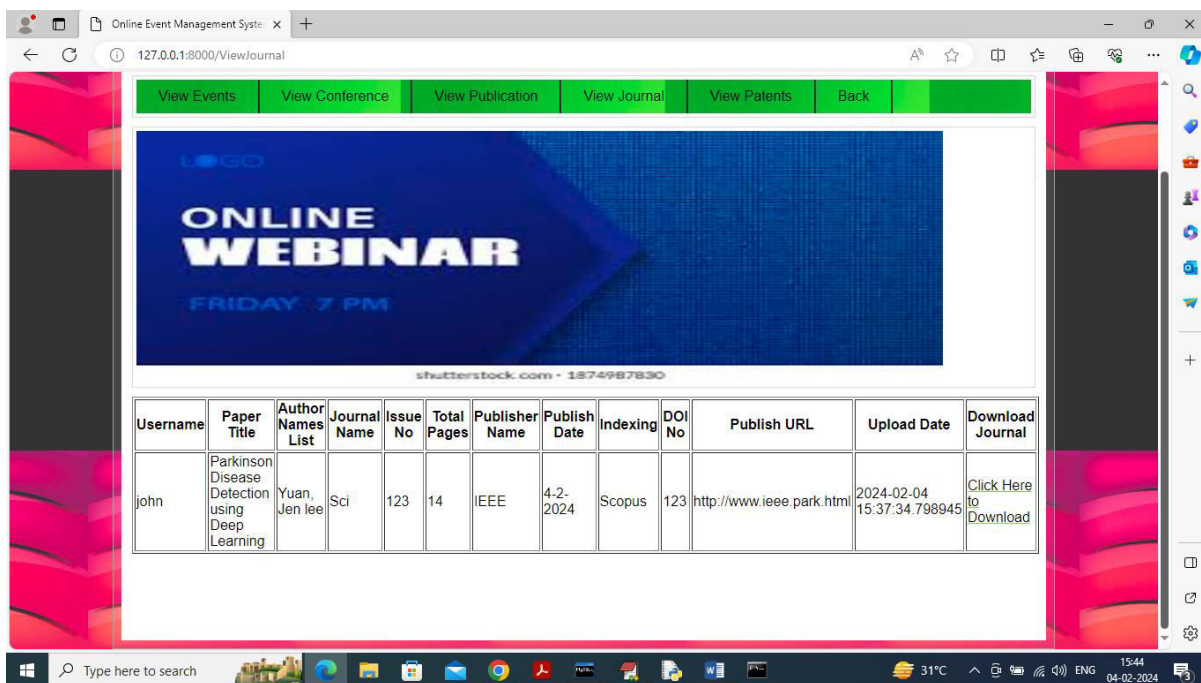 Online Event Management Syste
127.0.0.1:8000/ViewJournal
View Events View Conference View Publication View Journal View Patents Back
LOGO
ONLINE
WEBINAR
FRIDAY 7 PM
shutterstock.com · 1874987830
Username Paper Title Author Names List Journal Name Issue No Total Pages Publisher Name Publish Date Indexing DOI No Publish URL Upload Date Download Journal
john Parkinson Disease Detection using Deep Learning Yuan, Jen lee Sci 123 14 IEEE 4-2-2024 Scopus 123 http://www.ieee.park.html 2024-02-04 15:37:34.798945 Click Here to Download
Type here to search 31°C ENG 15:44
04-02-2024